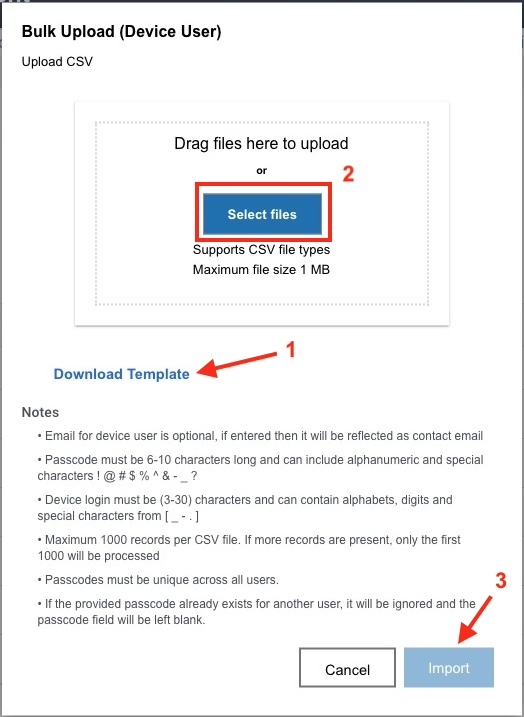 Bulk Upload (Device User)
Upload CSV
Drag files here to upload
or
2
Select files
Supports CSV file types
Maximum file size 1 MB
1
Download Template
Notes
• Email for device user is optional, if entered then it will be reflected as contact email
• Passcode must be 6-10 characters long and can include alphanumeric and special
characters ! @ # $ % ^ & - _ ?
• Device login must be (3-30) characters and can contain alphabets, digits and
special characters from [ _ - . ]
• Maximum 1000 records per CSV file. If more records are present, only the first
1000 will be processed
• Passcodes must be unique across all users.
3
• If the provided passcode already exists for another user, it will be ignored and the
passcode field will be left blank.
Cancel
Import